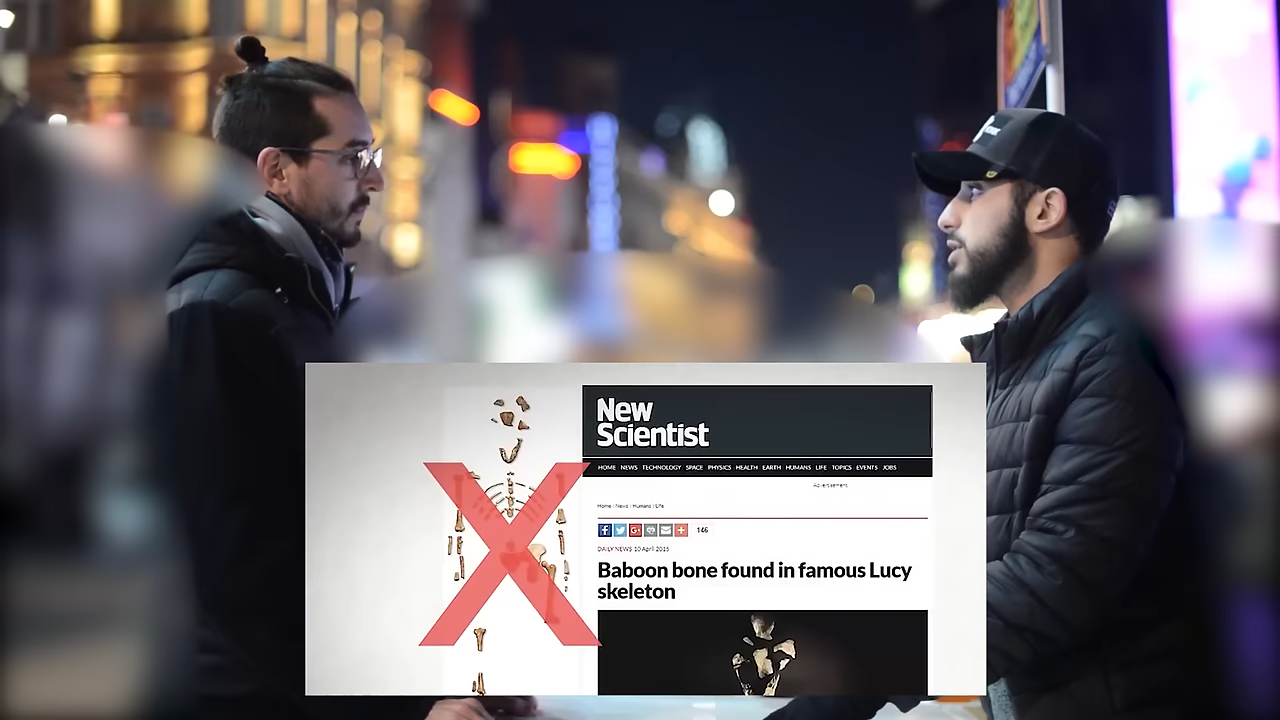 New
Scientist
HOME NEWS TECHNOLOGY SPACE PHYSICS HEALTH EARTH HUMANS LIFE TOPICS EVENTS JOBS
Advertisement
Home | News | Humans | Life
146
DAILY NEWS 10 April 2015
Baboon bone found in famous Lucy
skeleton